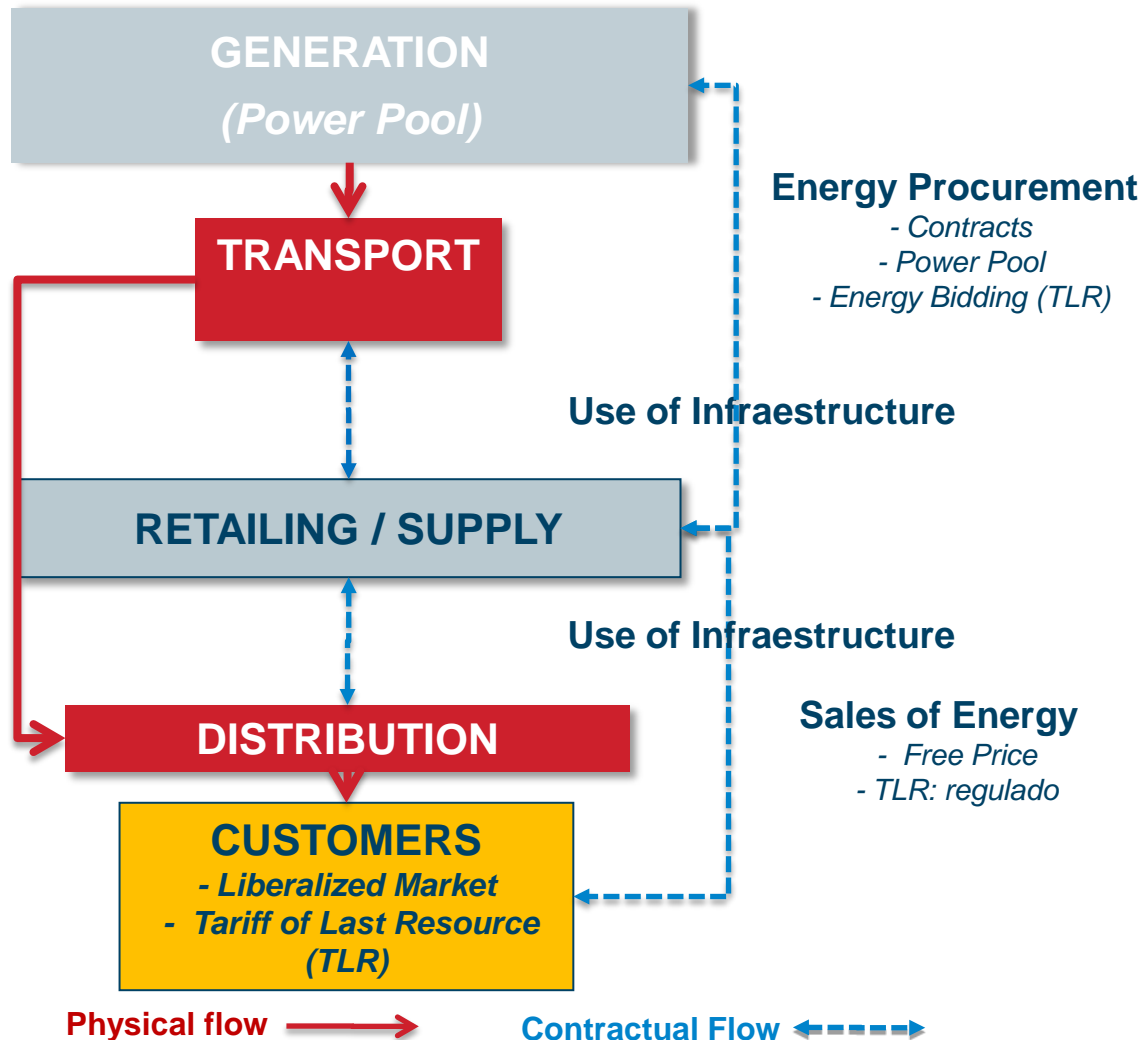 GENERATION
(Power Pool)
Energy Procurement
- Contracts
- Power Pool
- Energy Bidding (TLR)
TRANSPORT
Use of Infraestructure
RETAILING / SUPPLY
Use of Infraestructure
Sales of Energy
- Free Price
- TLR: regulado
DISTRIBUTION
CUSTOMERS
- Liberalized Market
- Tariff of Last Resource
(TLR)
Physical flow
Contractual Flow